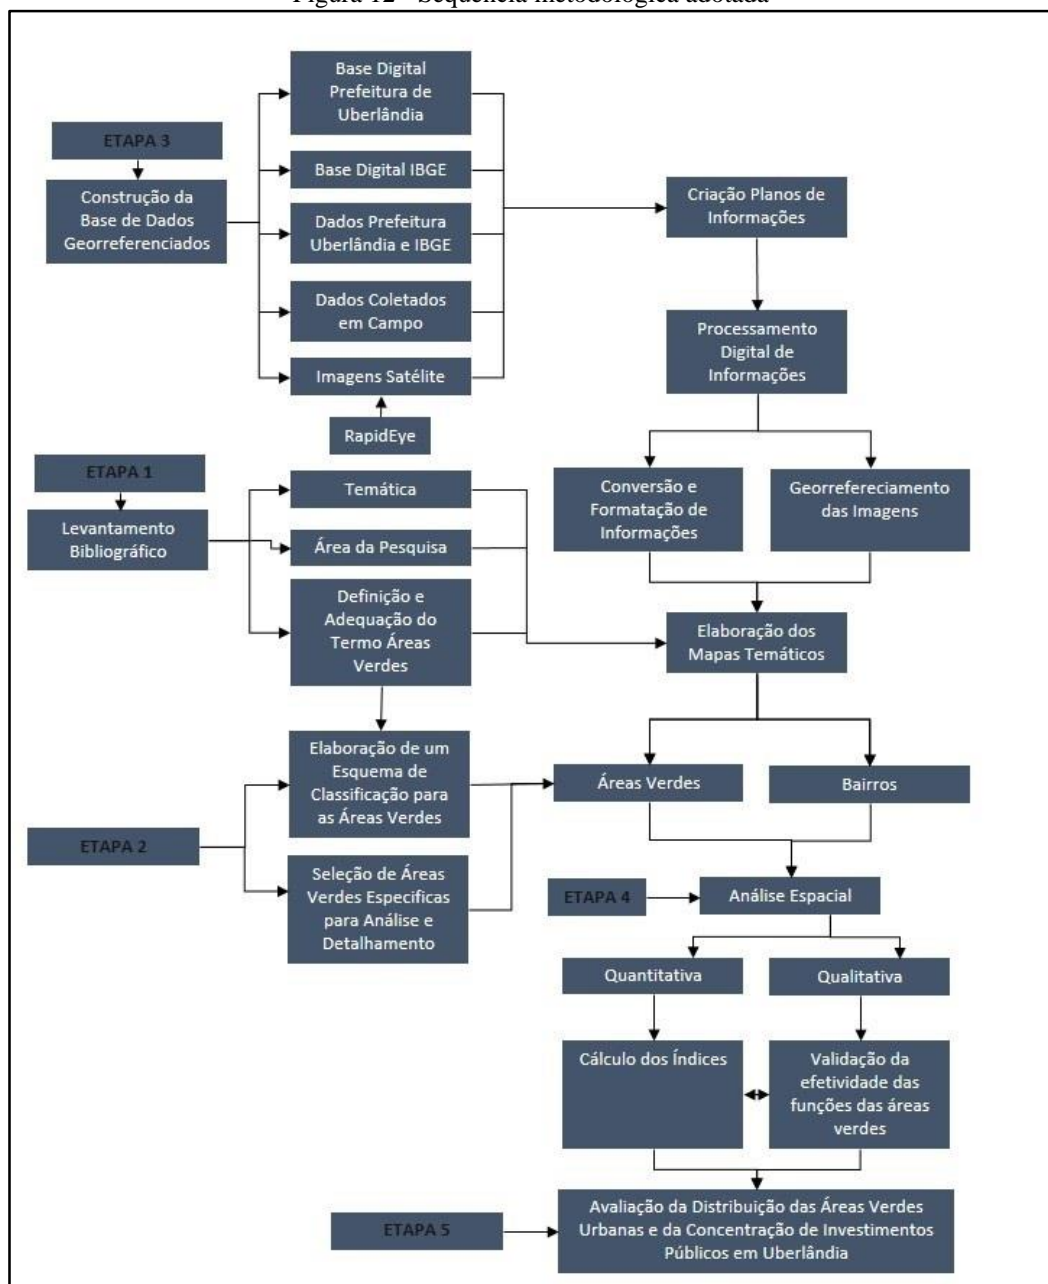 Figura 12 - Sequência metodológica adotada
Base Digital
Prefeitura de
Uberlândia
ETAPA 3
Construção da
Base de Dados
Georreferenciados
Base Digital IBGE
Dados Prefeitura
Uberlândia e IBGE
Dados Coletados
em Campo
Imagens Satélite
RapidEye
Criação Planos de
Informações
Processamento
Digital de
Informações
Conversão e
Formatação de
Informações
Georrefereciamento
das Imagens
ETAPA 1
Levantamento
Bibliográfico
Temática
Área da Pesquisa
Definição e
Adequação do
Termo Áreas
Verdes
Elaboração dos
Mapas Temáticos
ETAPA 2
Elaboração de um
Esquema de
Classificação para
as Áreas Verdes
Seleção de Áreas
Verdes Especificas
para Análise e
Detalhamento
Áreas Verdes
Bairros
ETAPA 4
Análise Espacial
Quantitativa
Qualitativa
Cálculo dos Índices
Validação da
efetividade das
funções das áreas
verdes
ETAPA 5
Avaliação da Distribuição das Áreas Verdes
Urbanas e da Concentração de Investimentos
Públicos em Uberlândia